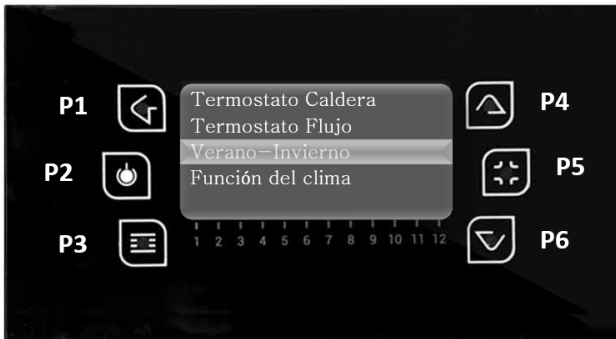 P1
P2
P3
Termostato Caldera
Termostato Flujo
Verano-Invierno
Función del clima
1 2 3 4 5 6 7 8 9 10 11 12
P4
P5
P6